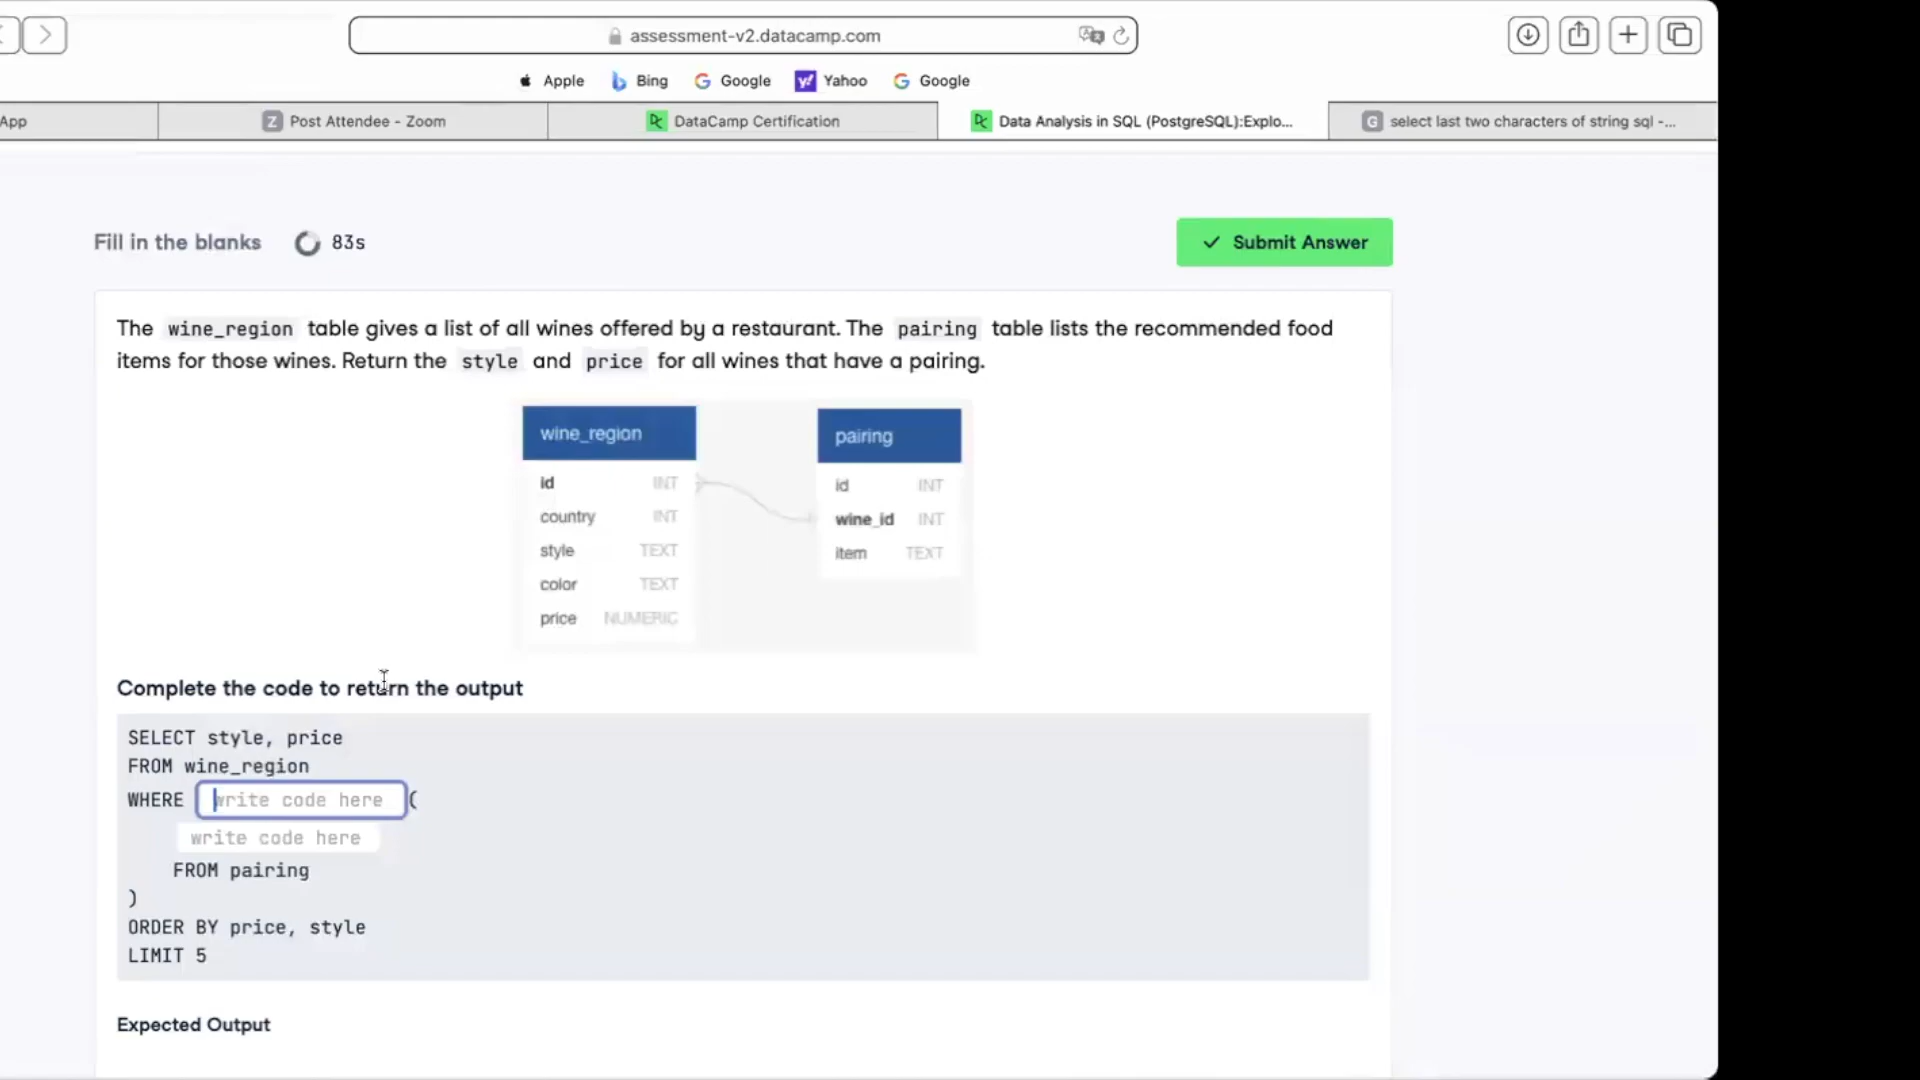 assessment-v2.datacamp.com
Apple Bing Google Yahoo Google
App Post Attendee - Zoom DataCamp Certification Data Analysis in SQL (PostgreSQL):Explo... select last two characters of string sql -...
Fill in the blanks 83s Submit Answer
The wine_region table gives a list of all wines offered by a restaurant. The pairing table lists the recommended food
items for those wines. Return the style and price for all wines that have a pairing.
wine_region pairing
id INT id INT
country INT wine_id INT
style TEXT item TEXT
color TEXT
price NUMERIC
Complete the code to return the output
SELECT style, price
FROM wine_region
WHERE write code here (
write code here
FROM pairing
)
ORDER BY price, style
LIMIT 5
Expected Output